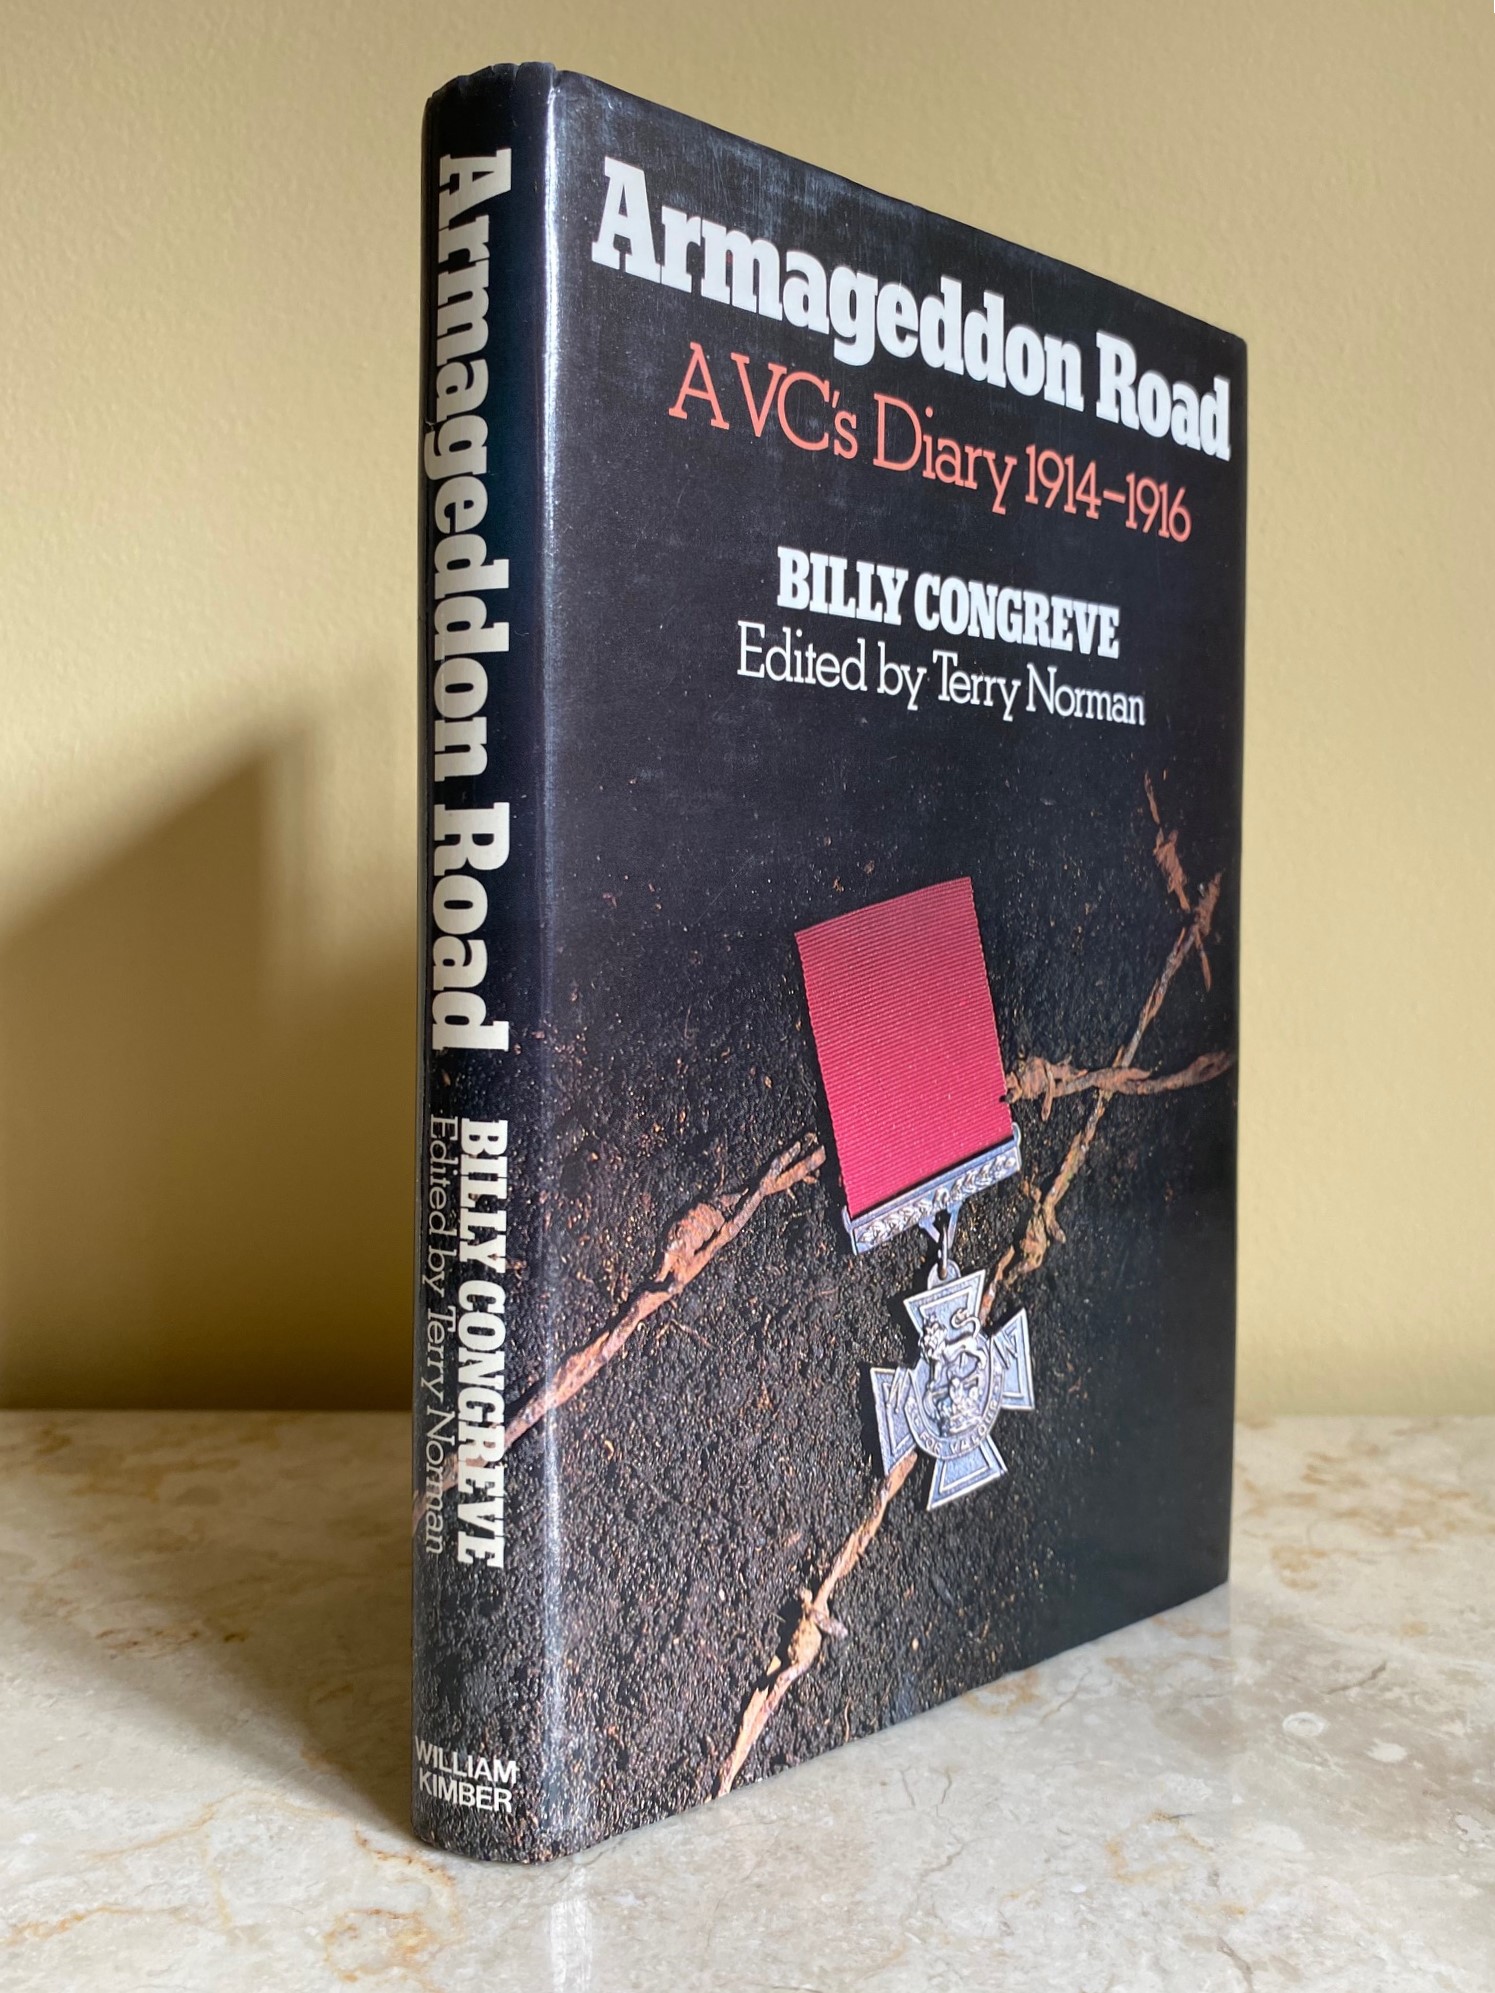 Armageddon Road
A VC's Diary 1914–1916
BILLY CONGREVE
Edited by Terry Norman
Armageddon Road
BILLY CONGREVE
Edited by Terry Norman
WILLIAM
KIMBER